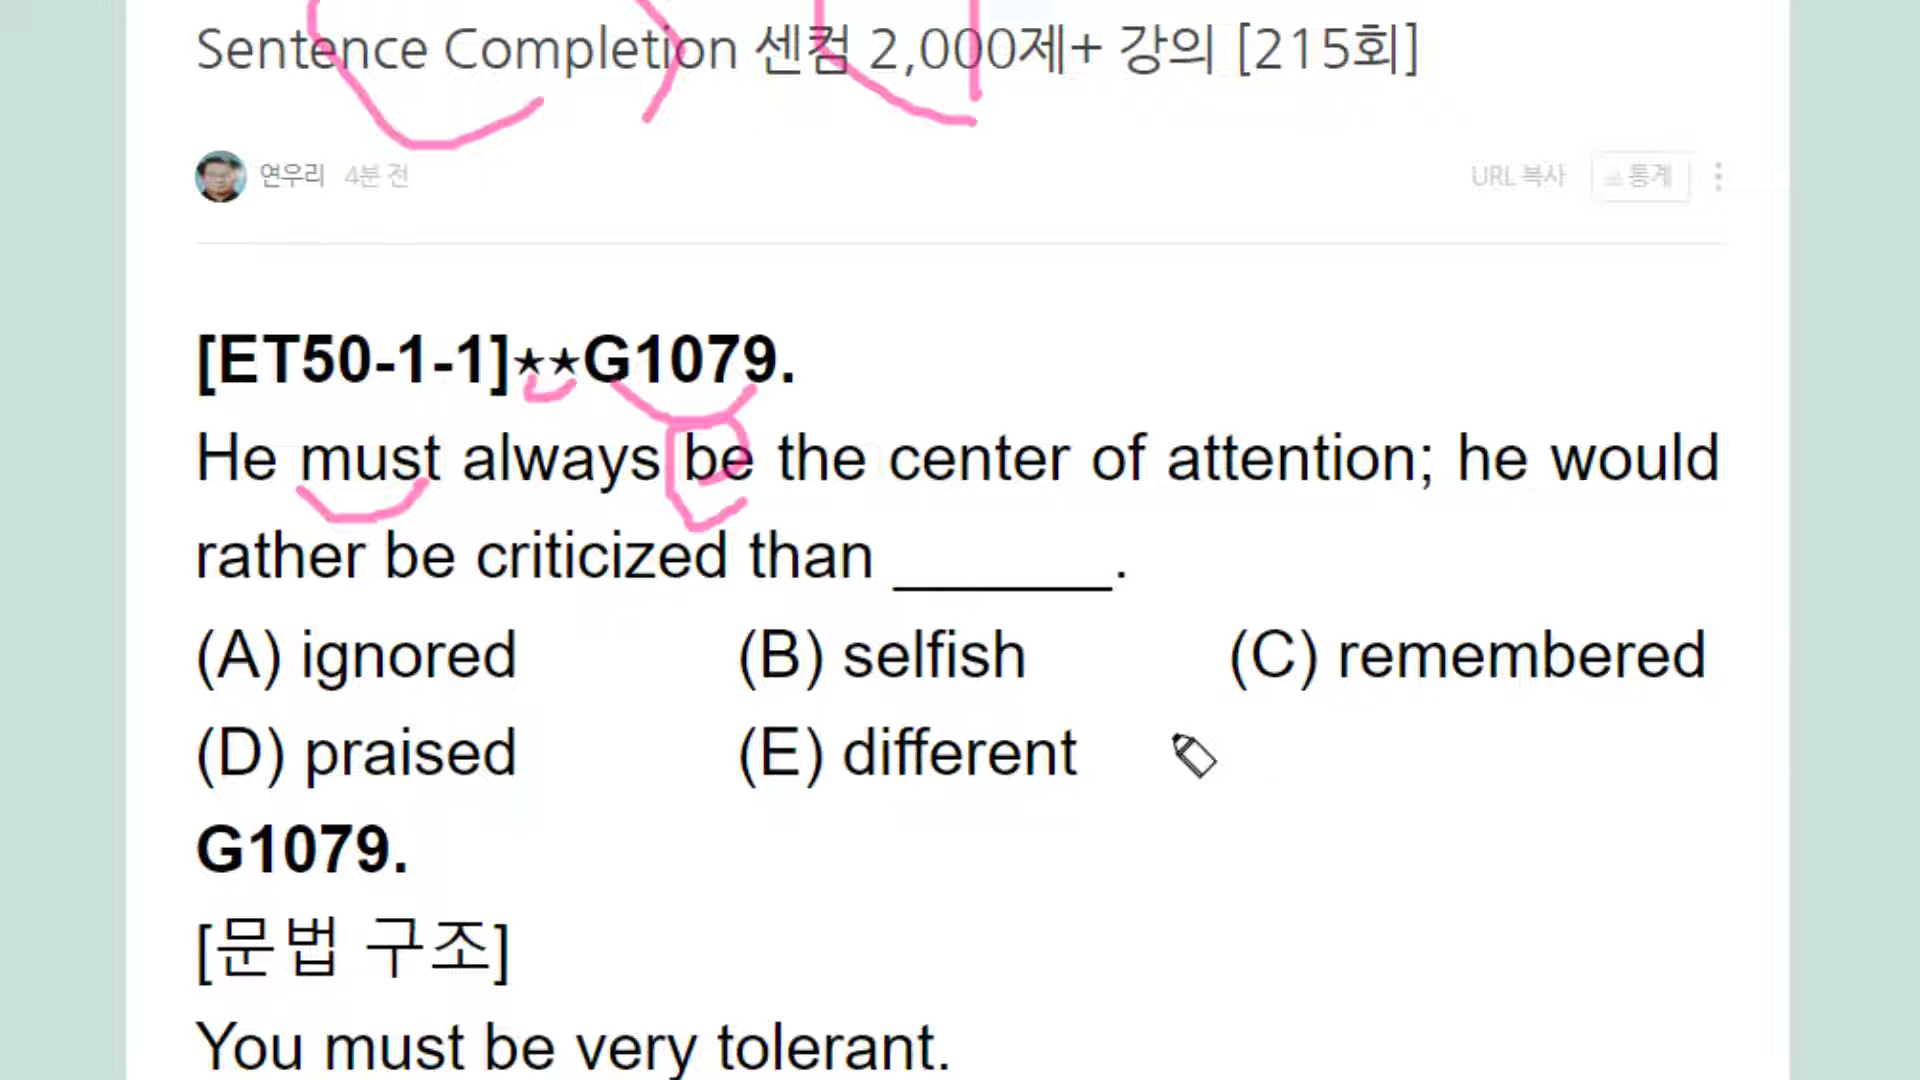 Sentence Completion 센컴 2,000제+ 강의 [215회]
연우리 4분 전 URL 복사 통계
[ET50-1-1]★★G1079.
He must always be the center of attention; he would
rather be criticized than ______.
(A) ignored (B) selfish (C) remembered
(D) praised (E) different
G1079.
[문법 구조]
You must be very tolerant.